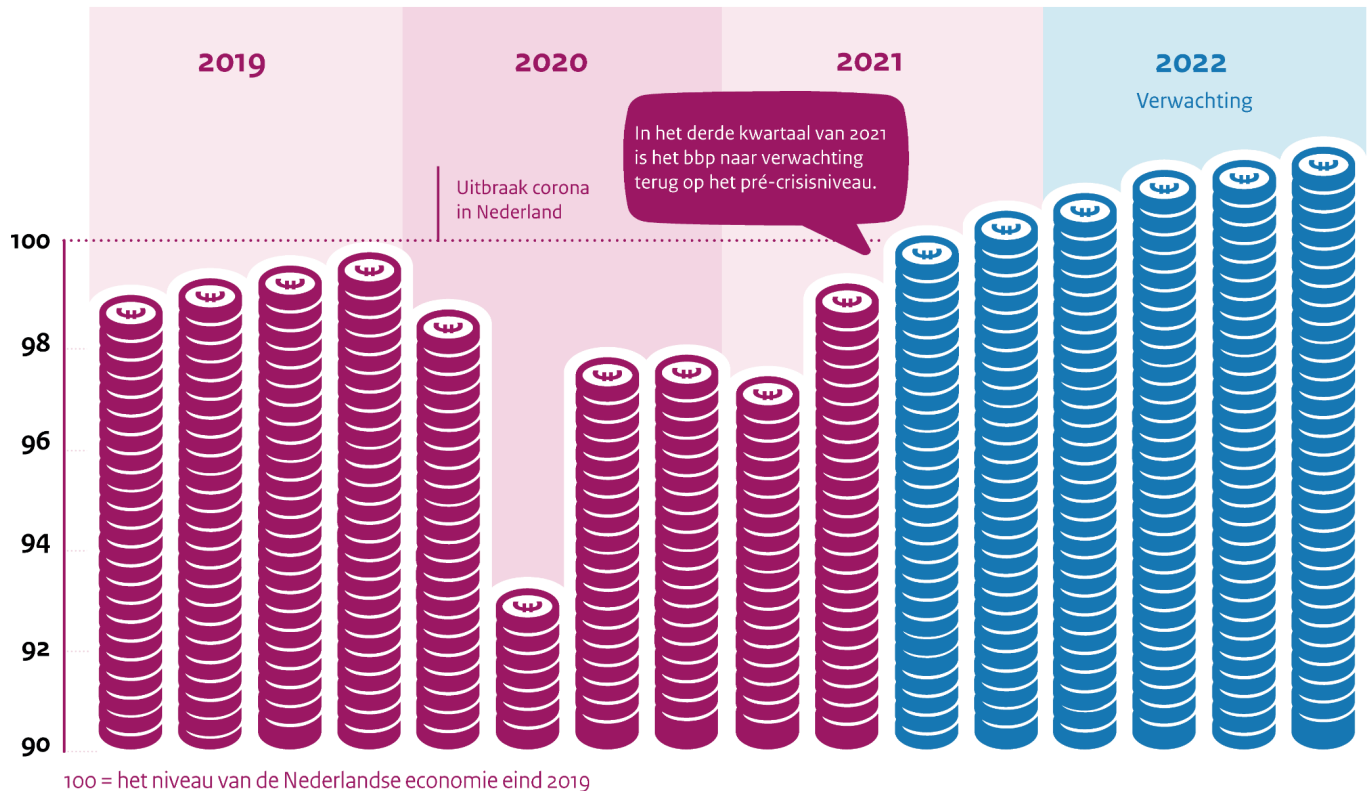 2019
2020
2021
2022
Verwachting
In het derde kwartaal van 2021
is het bbp naar verwachting
terug op het pré-crisisniveau.
Uitbraak corona
in Nederland
100
98
96
94
92
90
100 = het niveau van de Nederlandse economie eind 2019